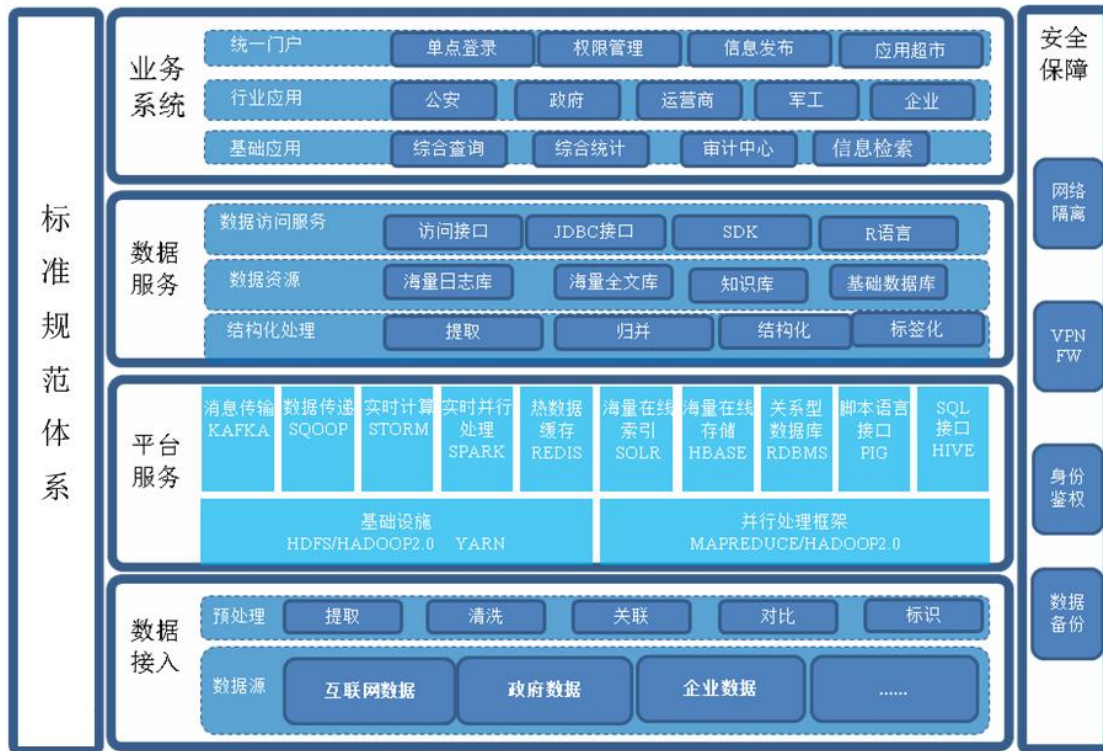 标
准
规
范
体
系
业务
系统
统一门户
单点登录
权限管理
信息发布
应用超市
行业应用
公安
政府
运营商
军工
企业
基础应用
综合查询
综合统计
审计中心
信息检索
数据
服务
数据访问服务
访问接口
JDBC接口
SDK
R语言
数据资源
海量日志库
海量全文库
知识库
基础数据库
结构化处理
提取
归并
结构化
标签化
平台
服务
消息传输
KAFKA
数据传递
SQOOP
实时计算
STORM
实时并行
处理
SPARK
热数据
缓存
REDIS
海量在线
索引
SOLR
海量在线
存储
HBASE
关系型
数据库
RDBMS
脚本语言
接口
PIG
SQL
接口
HIVE
基础设施
HDFS/HADOOP2.0 YARN
并行处理框架
MAPREDUCE/HADOOP2.0
数据
接入
预处理
提取
清洗
关联
对比
标识
数据源
互联网数据
政府数据
企业数据
......
安全
保障
网络
隔离
VPN
FW
身份
鉴权
数据
备份